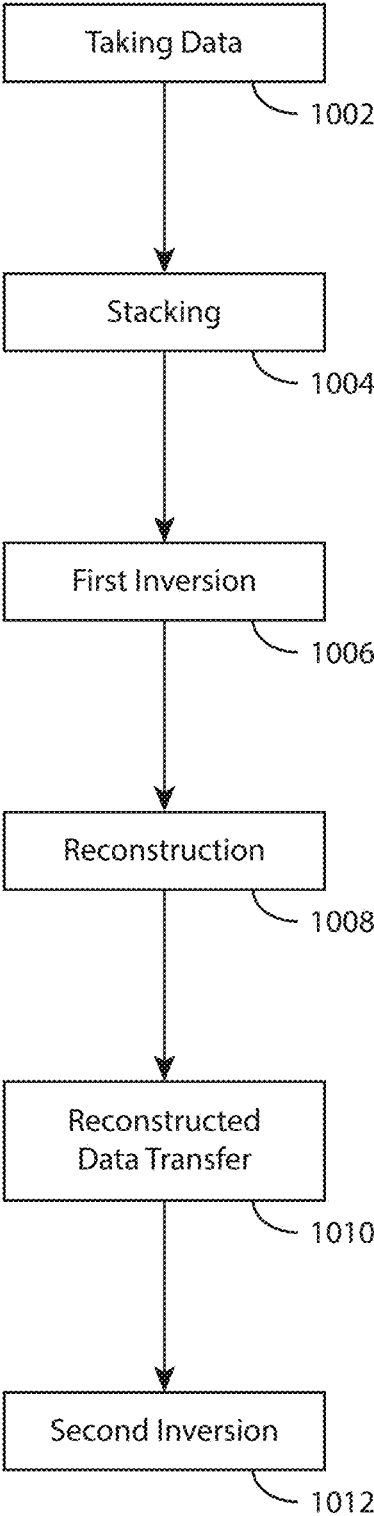 Taking Data
1002
Stacking
1004
First Inversion
1006
Reconstruction
1008
Reconstructed
Data Transfer
1010
Second Inversion
1012